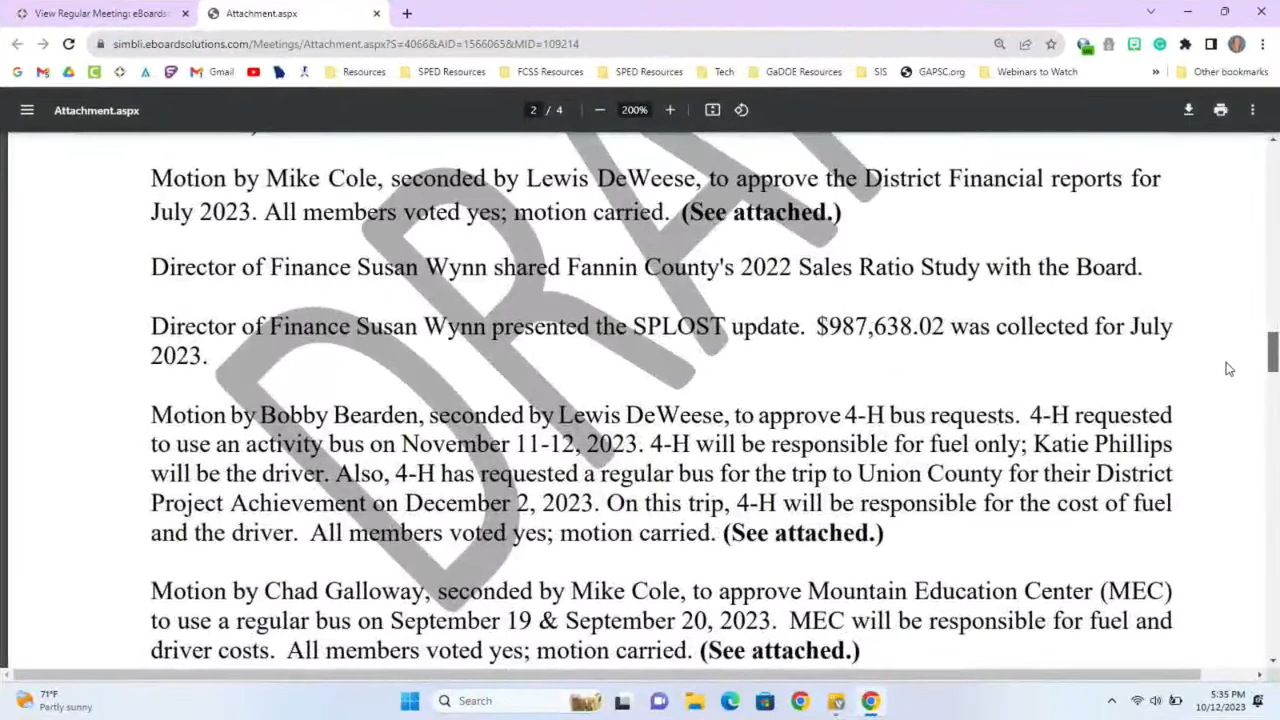 View Regular Meeting: eBoards
Attachment.aspx
simbli.eboardsolutions.com/Meetings/Attachment.aspx?S=4066&AID=1566065&MID=109214
Gmail
Resources
SPED Resources
FCSS Resources
SPED Resources
Tech
GaDOE Resources
SIS
GAPSC.org
Webinars to Watch
Other bookmarks
Attachment.aspx
2 / 4
200%
DRA
Motion by Mike Cole, seconded by Lewis DeWeese, to approve the District Financial reports for
July 2023. All members voted yes; motion carried. (See attached.)
Director of Finance Susan Wynn shared Fannin County's 2022 Sales Ratio Study with the Board.
Director of Finance Susan Wynn presented the SPLOST update. $987,638.02 was collected for July
2023.
Motion by Bobby Bearden, seconded by Lewis DeWeese, to approve 4-H bus requests. 4-H requested
to use an activity bus on November 11-12, 2023. 4-H will be responsible for fuel only; Katie Phillips
will be the driver. Also, 4-H has requested a regular bus for the trip to Union County for their District
Project Achievement on December 2, 2023. On this trip, 4-H will be responsible for the cost of fuel
and the driver. All members voted yes; motion carried. (See attached.)
Motion by Chad Galloway, seconded by Mike Cole, to approve Mountain Education Center (MEC)
to use a regular bus on September 19 & September 20, 2023. MEC will be responsible for fuel and
driver costs. All members voted yes; motion carried. (See attached.)
71°F
Partly sunny
Search
5:35 PM
10/12/2023